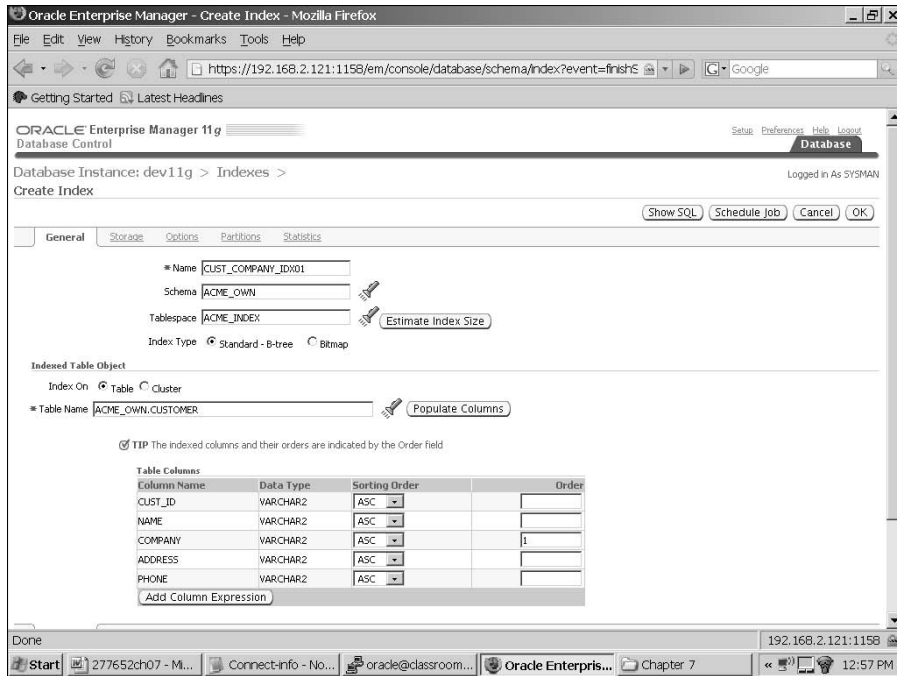 Oracle Enterprise Manager - Create Index - Mozilla Firefox
File Edit View History Bookmarks Tools Help
https://192.168.2.121:1158/em/console/database/schema/index?event=finishS
G Google
Getting Started Latest Headlines
ORACLE Enterprise Manager 11g
Database Control
Setup Preferences Help Logout
Database
Database Instance: dev11g > Indexes >
Logged in As SYSMAN
Create Index
Show SQL Schedule Job Cancel OK
General Storage Options Partitions Statistics
* Name CUST_COMPANY_IDX01
Schema ACME_OWN
Tablespace ACME_INDEX Estimate Index Size
Index Type Standard - B-tree Bitmap
Indexed Table Object
Index On Table Cluster
* Table Name ACME_OWN.CUSTOMER Populate Columns
TIP The indexed columns and their orders are indicated by the Order field
Table Columns
Column Name Data Type Sorting Order Order
CUST_ID VARCHAR2 ASC
NAME VARCHAR2 ASC
COMPANY VARCHAR2 ASC 1
ADDRESS VARCHAR2 ASC
PHONE VARCHAR2 ASC
Add Column Expression
Done 192.168.2.121:1158
Start 277652ch07 - Mi... Connect-info - No... oracle@classroom... Oracle Enterpris... Chapter 7 « 12:57 PM